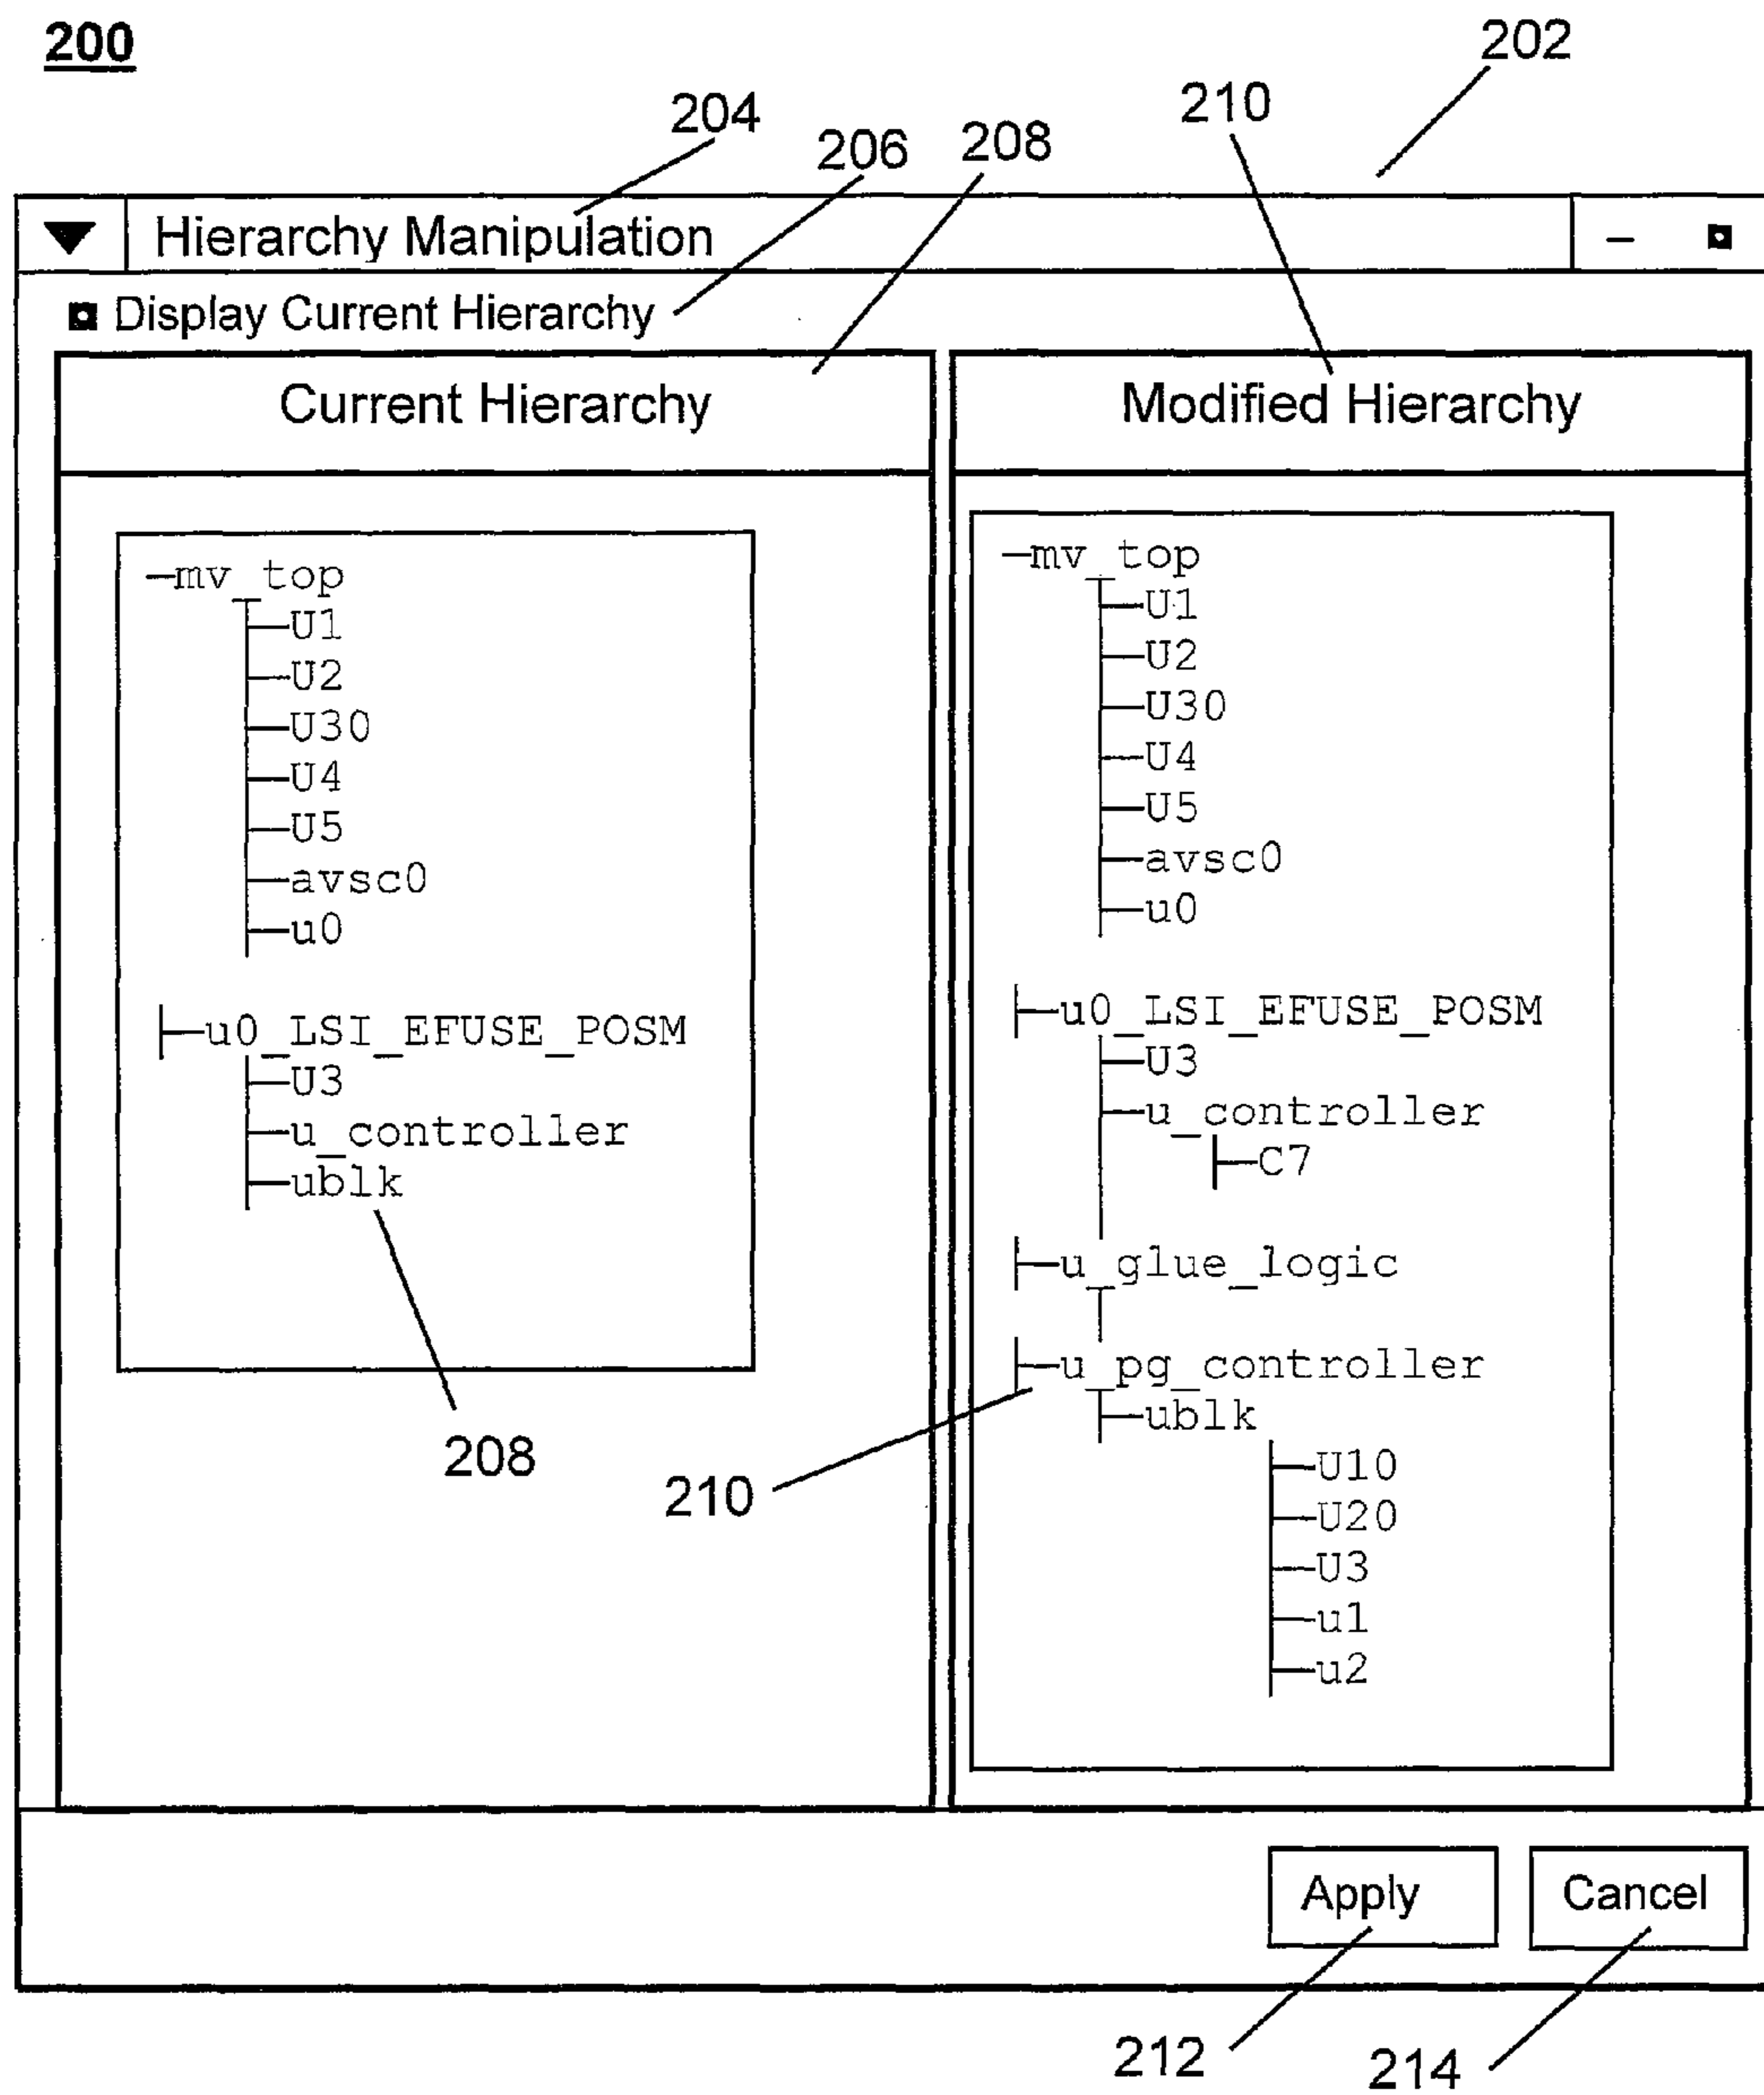 200
202
204
210
206
208
Hierarchy Manipulation
Display Current Hierarchy
Current Hierarchy
mv_top
U1
U2
U30
U4
U5
avsc0
u0
u0_LSI_EFUSE_POSM
U3
u_controller
ublk
208
Modified Hierarchy
mv_top
U1
U2
U30
U4
U5
avsc0
u0
u0_LSI_EFUSE_POSM
U3
u_controller
C7
u_glue_logic
u_pg_controller
ublk
U10
U20
U3
u1
u2
210
Apply
Cancel
212
214